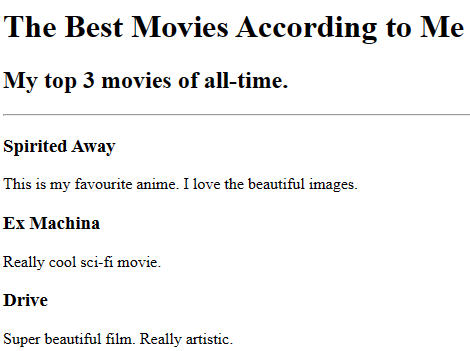 The Best Movies According to Me
My top 3 movies of all-time.
Spirited Away
This is my favourite anime. I love the beautiful images.
Ex Machina
Really cool sci-fi movie.
Drive
Super beautiful film. Really artistic.